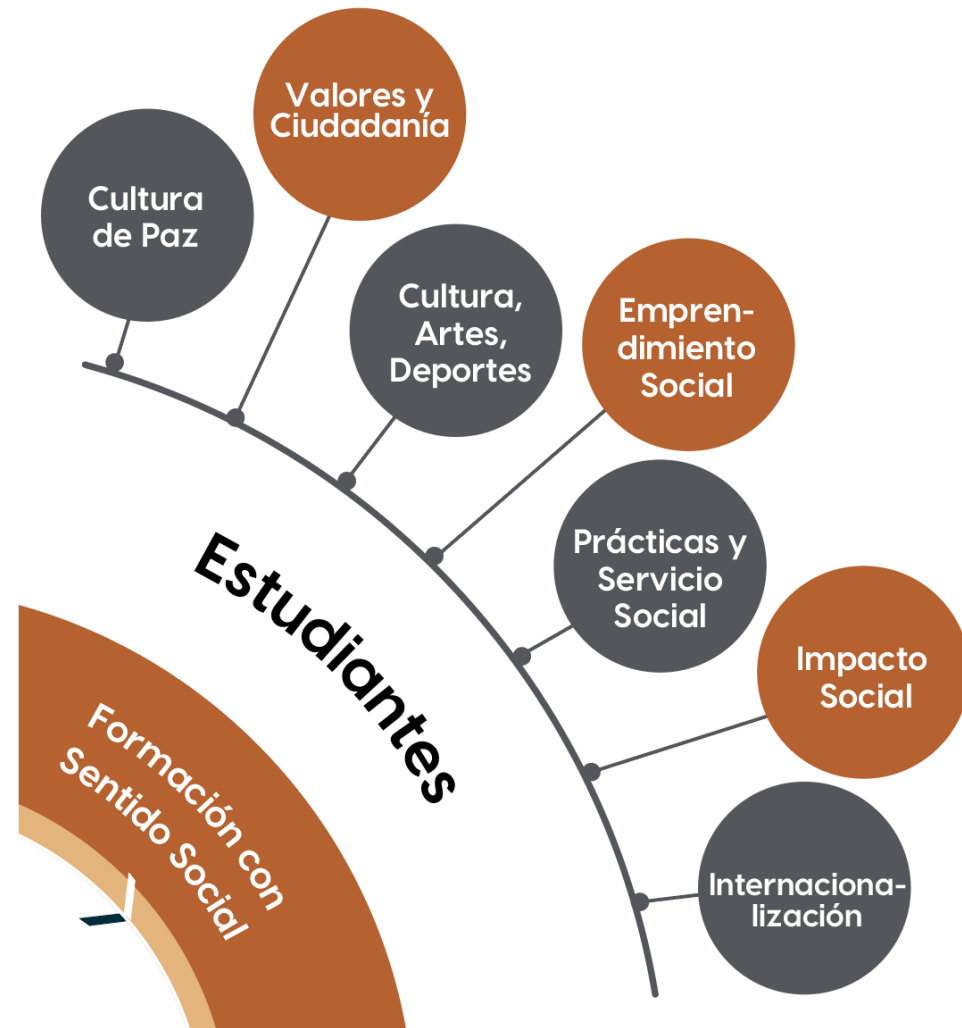 Valores y
Ciudadanía
Cultura
de Paz
Cultura,
Artes,
Deportes
Empren-
dimiento
Social
Prácticas y
Servicio
Social
Impacto
Social
Internaciona-
lización
Estudiantes
Formación con
Sentido Social